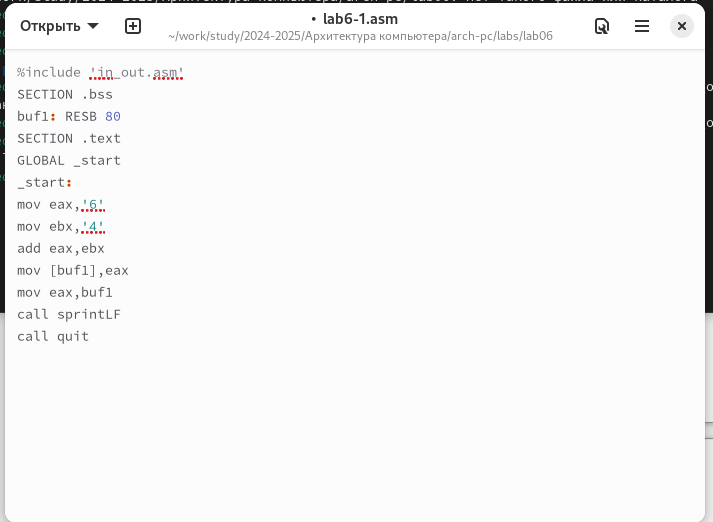 Открыть
• lab6-1.asm
~/work/study/2024-2025/Архитектура компьютера/arch-pc/labs/lab06
%include 'in_out.asm'
SECTION .bss
buf1: RESB 80
SECTION .text
GLOBAL _start
_start:
mov eax,'6'
mov ebx,'4'
add eax,ebx
mov [buf1],eax
mov eax,buf1
call sprintLF
call quit